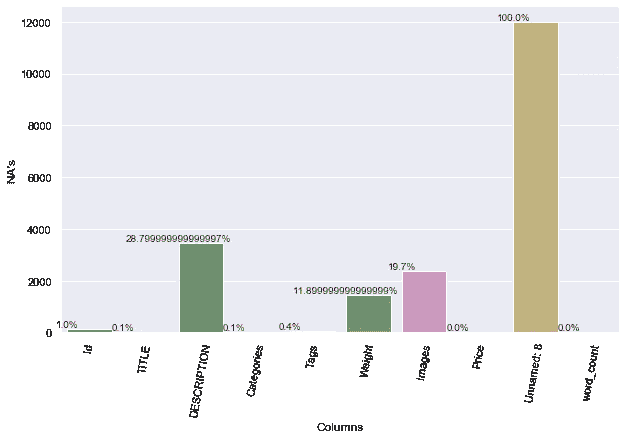 12000
10000
8000
6000
4000
2000
0
NA's
1.0%
0.1%
28.799999999999997%
0.1%
0.4%
11.899999999999999%
19.7%
0.0%
100.0%
0.0%
Id
TITLE
DESCRIPTION
Categories
Tags
Weight
Images
Price
Unnamed: 8
word_count
Columns